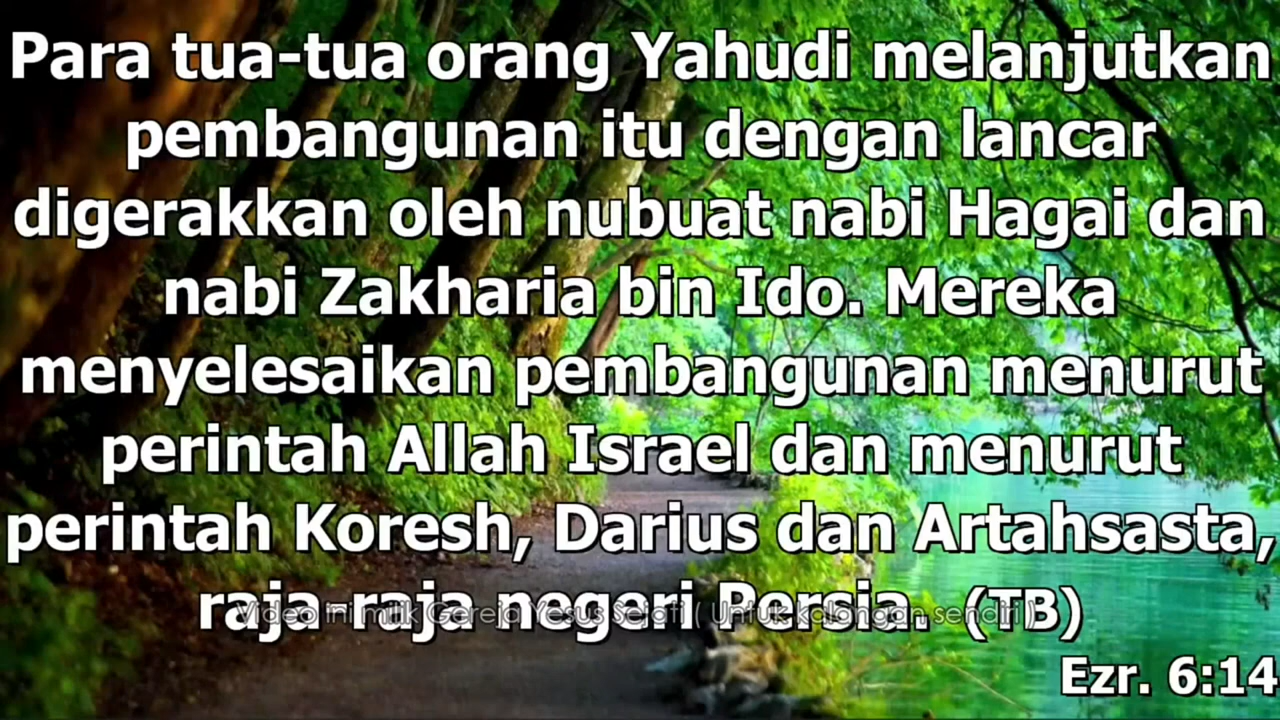 Para tua-tua orang Yahudi melanjutkan
pembangunan itu dengan lancar
digerakkan oleh nubuat nabi Hagai dan
nabi Zakharia bin Ido. Mereka
menyelesaikan pembangunan menurut
perintah Allah Israel dan menurut
perintah Koresh, Darius dan Artahsasta,
raja-raja negeri Persia. (TB)
Video ini milik Gereja Yesus Sejati ( Untuk kalangan sendiri )
Ezr. 6:14